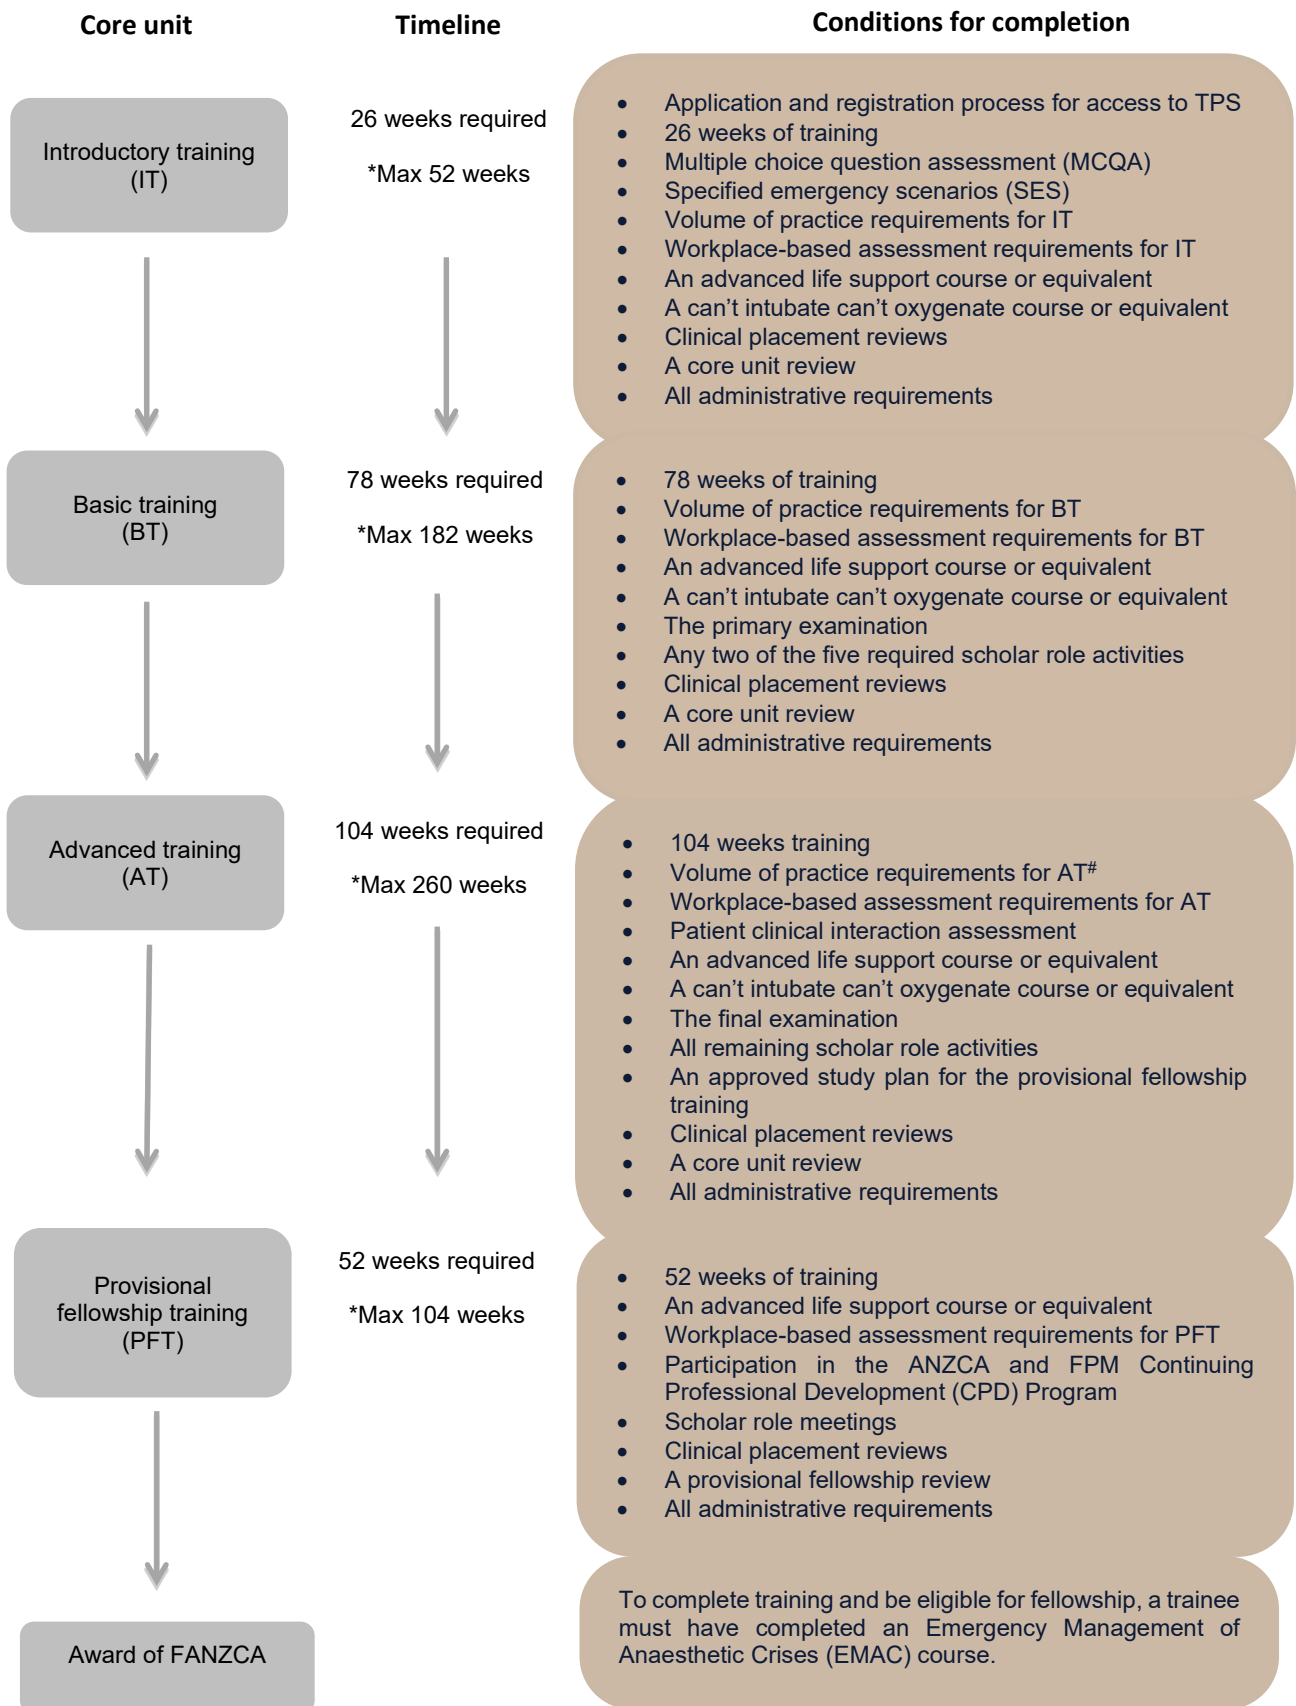 Core unit
Timeline
Conditions for completion
Introductory training
(IT)
26 weeks required
*Max 52 weeks
• Application and registration process for access to TPS
• 26 weeks of training
• Multiple choice question assessment (MCQA)
• Specified emergency scenarios (SES)
• Volume of practice requirements for IT
• Workplace-based assessment requirements for IT
• An advanced life support course or equivalent
• A can’t intubate can’t oxygenate course or equivalent
• Clinical placement reviews
• A core unit review
• All administrative requirements
Basic training
(BT)
78 weeks required
*Max 182 weeks
• 78 weeks of training
• Volume of practice requirements for BT
• Workplace-based assessment requirements for BT
• An advanced life support course or equivalent
• A can’t intubate can’t oxygenate course or equivalent
• The primary examination
• Any two of the five required scholar role activities
• Clinical placement reviews
• A core unit review
• All administrative requirements
Advanced training
(AT)
104 weeks required
*Max 260 weeks
• 104 weeks training
• Volume of practice requirements for AT#
• Workplace-based assessment requirements for AT
• Patient clinical interaction assessment
• An advanced life support course or equivalent
• A can’t intubate can’t oxygenate course or equivalent
• The final examination
• All remaining scholar role activities
• An approved study plan for the provisional fellowship
training
• Clinical placement reviews
• A core unit review
• All administrative requirements
Provisional
fellowship training
(PFT)
52 weeks required
*Max 104 weeks
• 52 weeks of training
• An advanced life support course or equivalent
• Workplace-based assessment requirements for PFT
• Participation in the ANZCA and FPM Continuing
Professional Development (CPD) Program
• Scholar role meetings
• Clinical placement reviews
• A provisional fellowship review
• All administrative requirements
Award of FANZCA
To complete training and be eligible for fellowship, a trainee
must have completed an Emergency Management of
Anaesthetic Crises (EMAC) course.